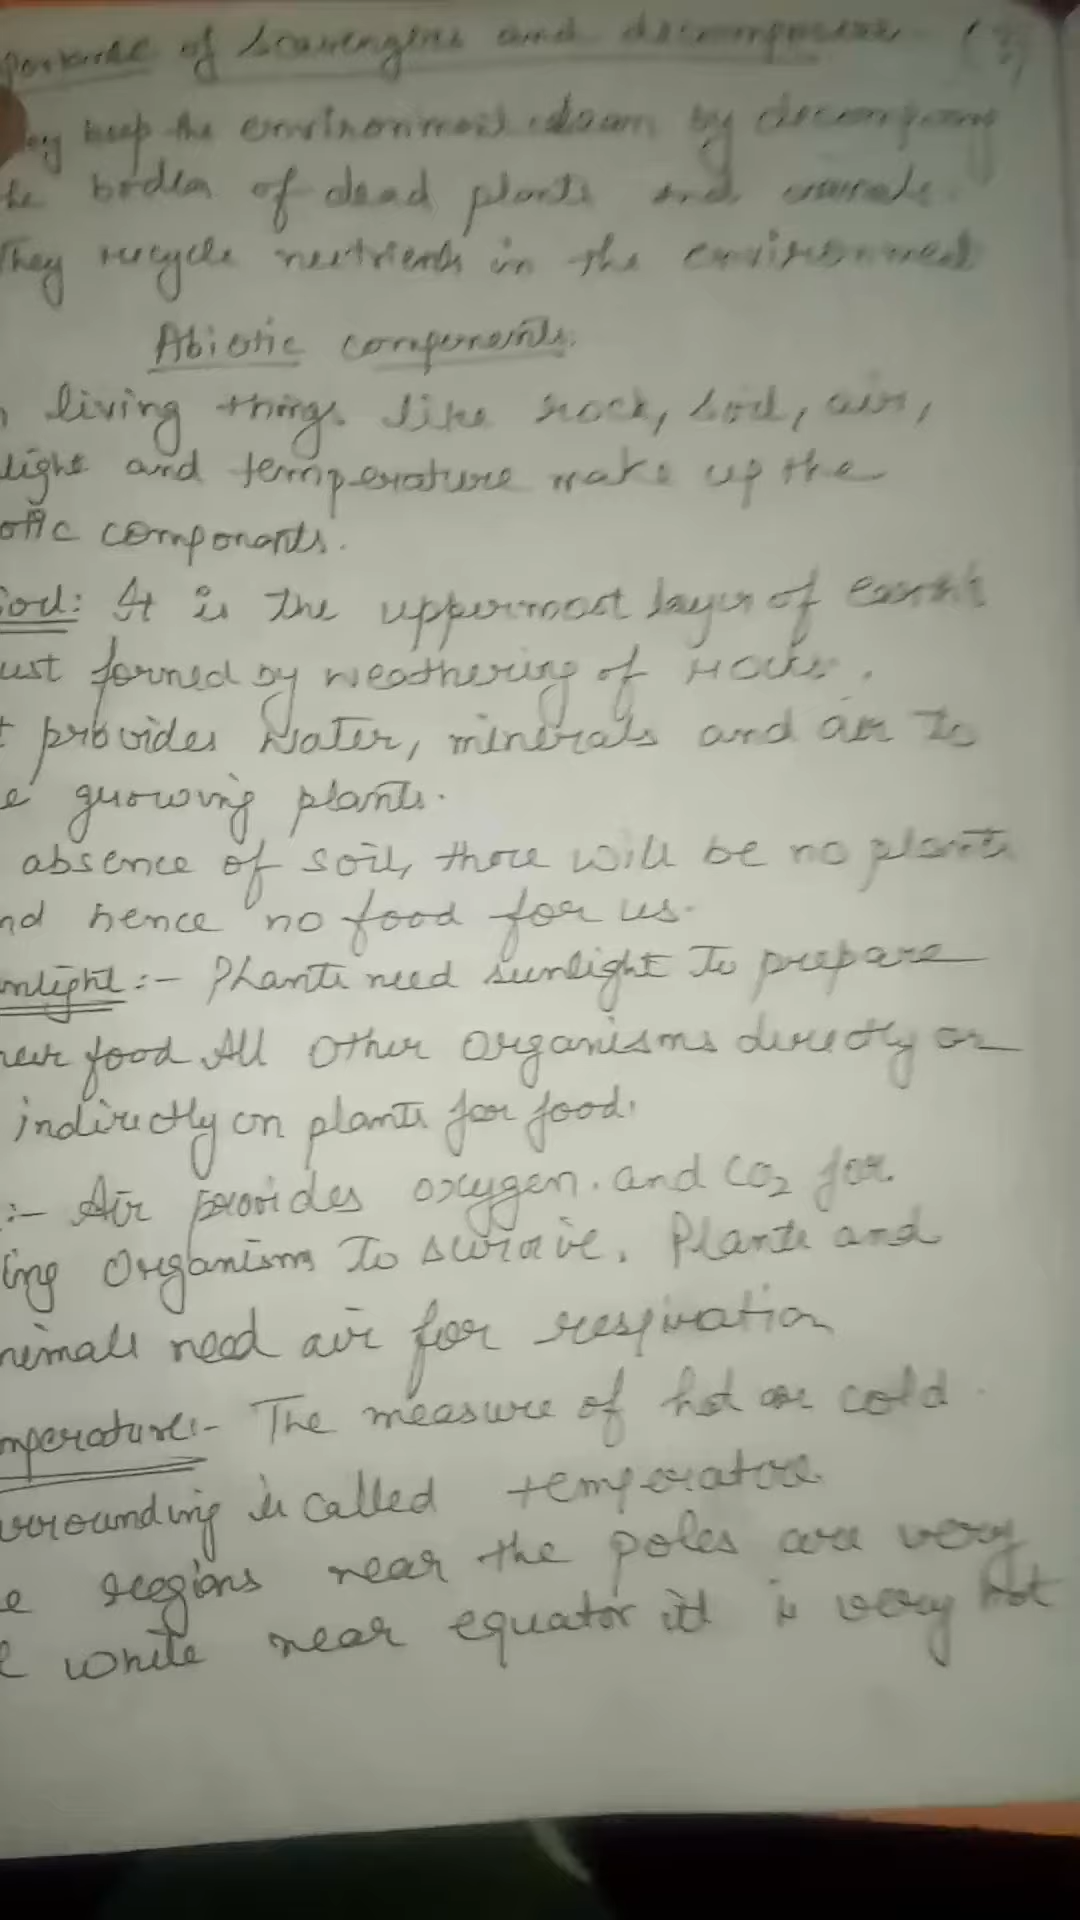 of Scavengers and decomposers
keep the environment clean by decomposing
bodies of dead plants and animals.
They recycle nutrients in the environment
Abiotic components.
living things like rock, soil, air,
light and temperature make up the
otic components.
Soil: It is the uppermost layer of earth
ust formed by weathering of rocks.
t provides water, minerals and air to
e growing plants.
absence of soil, there will be no plants
nd hence no food for us.
nlight :- Plants need sunlight To prepare
heir food All other organisms directly or
indirectly on plants for food.
:- Air provides oxygen. and CO2 for
ing Organisms To survive. Plants and
nimals need air for respiration
mperature:- The measure of hot or cold
urrounding is called temperature
e regions near the poles are very
while near equator it is very hot